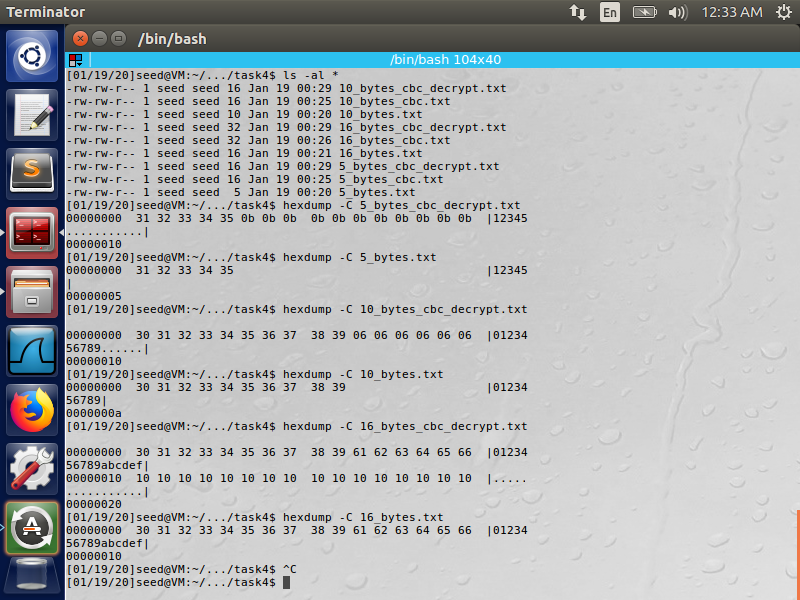 Terminator
En
12:33 AM
/bin/bash
/bin/bash 104x40
[01/19/20]seed@VM:~/.../task4$ ls -al *
-rw-rw-r-- 1 seed seed 16 Jan 19 00:29 10_bytes_cbc_decrypt.txt
-rw-rw-r-- 1 seed seed 16 Jan 19 00:25 10_bytes_cbc.txt
-rw-rw-r-- 1 seed seed 10 Jan 19 00:20 10_bytes.txt
-rw-rw-r-- 1 seed seed 32 Jan 19 00:29 16_bytes_cbc_decrypt.txt
-rw-rw-r-- 1 seed seed 32 Jan 19 00:26 16_bytes_cbc.txt
-rw-rw-r-- 1 seed seed 16 Jan 19 00:21 16_bytes.txt
-rw-rw-r-- 1 seed seed 16 Jan 19 00:29 5_bytes_cbc_decrypt.txt
-rw-rw-r-- 1 seed seed 16 Jan 19 00:25 5_bytes_cbc.txt
-rw-rw-r-- 1 seed seed  5 Jan 19 00:20 5_bytes.txt
[01/19/20]seed@VM:~/.../task4$ hexdump -C 5_bytes_cbc_decrypt.txt
00000000  31 32 33 34 35 0b 0b 0b  0b 0b 0b 0b 0b 0b 0b 0b  |12345
...........|
00000010
[01/19/20]seed@VM:~/.../task4$ hexdump -C 5_bytes.txt
00000000  31 32 33 34 35                                    |12345
|
00000005
[01/19/20]seed@VM:~/.../task4$ hexdump -C 10_bytes_cbc_decrypt.txt
00000000  30 31 32 33 34 35 36 37  38 39 06 06 06 06 06 06  |01234
56789......|
00000010
[01/19/20]seed@VM:~/.../task4$ hexdump -C 10_bytes.txt
00000000  30 31 32 33 34 35 36 37  38 39                    |01234
56789|
0000000a
[01/19/20]seed@VM:~/.../task4$ hexdump -C 16_bytes_cbc_decrypt.txt
00000000  30 31 32 33 34 35 36 37  38 39 61 62 63 64 65 66  |01234
56789abcdef|
00000010  10 10 10 10 10 10 10 10  10 10 10 10 10 10 10 10  |.....
...........|
00000020
[01/19/20]seed@VM:~/.../task4$ hexdump -C 16_bytes.txt
00000000  30 31 32 33 34 35 36 37  38 39 61 62 63 64 65 66  |01234
56789abcdef|
00000010
[01/19/20]seed@VM:~/.../task4$ ^C
[01/19/20]seed@VM:~/.../task4$